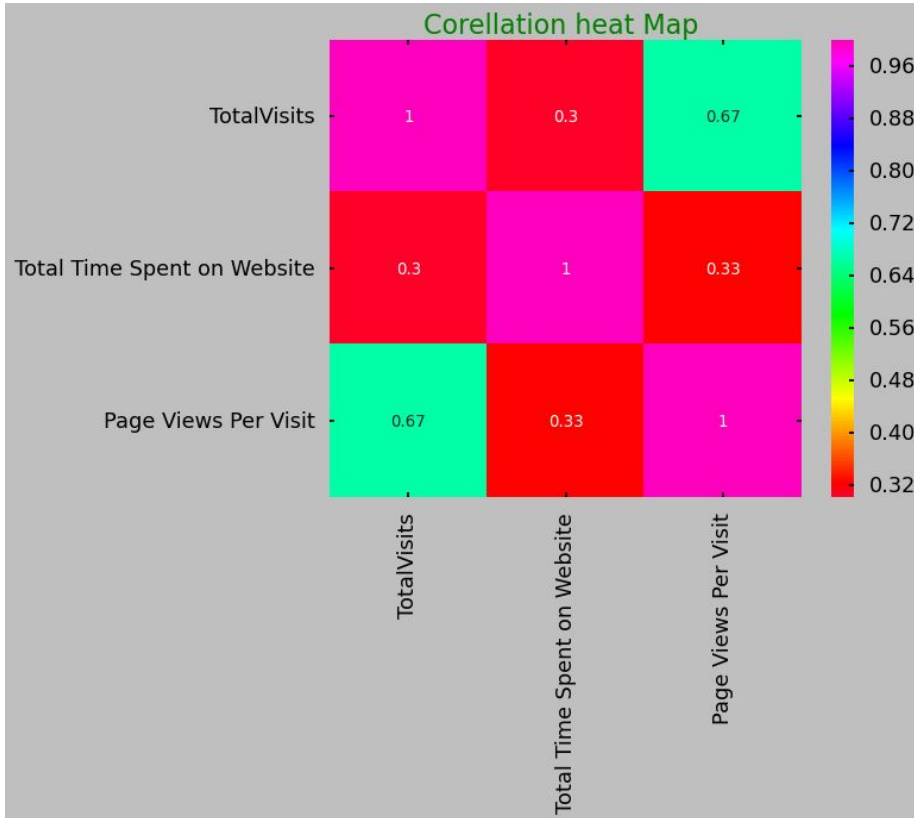 Corellation heat Map
TotalVisits
1
0.3
0.67
Total Time Spent on Website
0.3
1
0.33
Page Views Per Visit
0.67
0.33
1
TotalVisits
Total Time Spent on Website
Page Views Per Visit
0.96
0.88
0.80
0.72
0.64
0.56
0.48
0.40
0.32